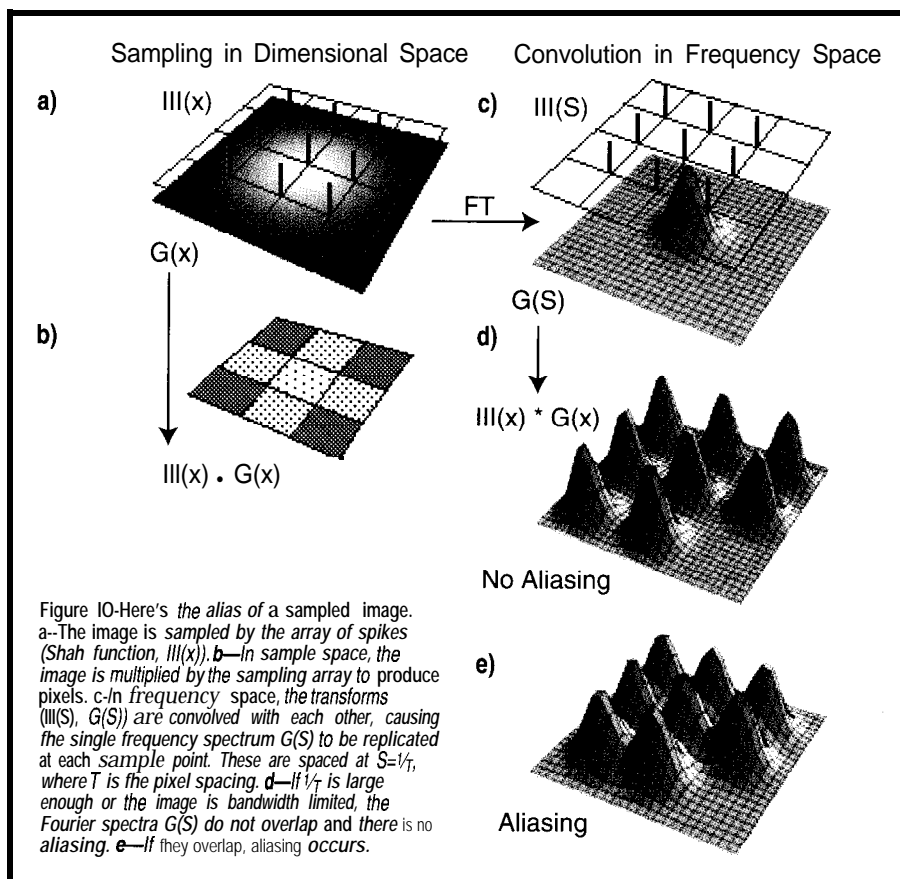 Sampling in Dimensional Space
Convolution in Frequency Space
a)
III(x)
G(x)
b)
III(x) • G(x)
FT
c)
III(S)
G(S)
d)
III(x) * G(x)
No Aliasing
e)
Aliasing
Figure IO-Here's the alias of a sampled image.
a--The image is sampled by the array of spikes
(Shah function, III(x)). b—In sample space, the
image is multiplied by the sampling array to produce
pixels. c-/n frequency space, the transforms
(III(S), G(S)) are convolved with each other, causing
fhe single frequency spectrum G(S) to be replicated
at each sample point. These are spaced at S=1/T,
where T is fhe pixel spacing. d—If 1/T is large
enough or the image is bandwidth limited, the
Fourier spectra G(S) do not overlap and there is no
aliasing. e—If fhey overlap, aliasing occurs.